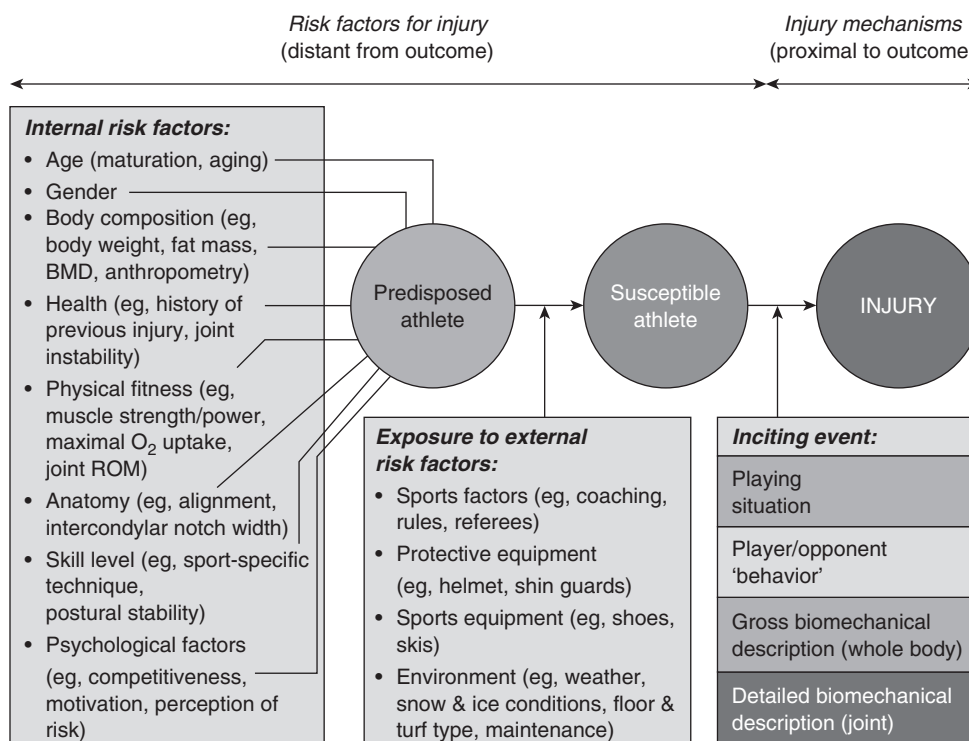 Risk factors for injury
(distant from outcome)
Injury mechanisms
(proximal to outcome
Internal risk factors:
• Age (maturation, aging)
• Gender
• Body composition (eg,
body weight, fat mass,
BMD, anthropometry)
• Health (eg, history of
previous injury, joint
instability)
• Physical fitness (eg,
muscle strength/power,
maximal O₂ uptake,
joint ROM)
• Anatomy (eg, alignment,
intercondylar notch width)
• Skill level (eg, sport-specific
technique,
postural stability)
• Psychological factors
(eg, competitiveness,
motivation, perception of
risk)
Predisposed
athlete
Susceptible
athlete
INJURY
Exposure to external
risk factors:
• Sports factors (eg, coaching,
rules, referees)
• Protective equipment
(eg, helmet, shin guards)
• Sports equipment (eg, shoes,
skis)
• Environment (eg, weather,
snow & ice conditions, floor &
turf type, maintenance)
Inciting event:
Playing
situation
Player/opponent
‘behavior’
Gross biomechanical
description (whole body)
Detailed biomechanical
description (joint)